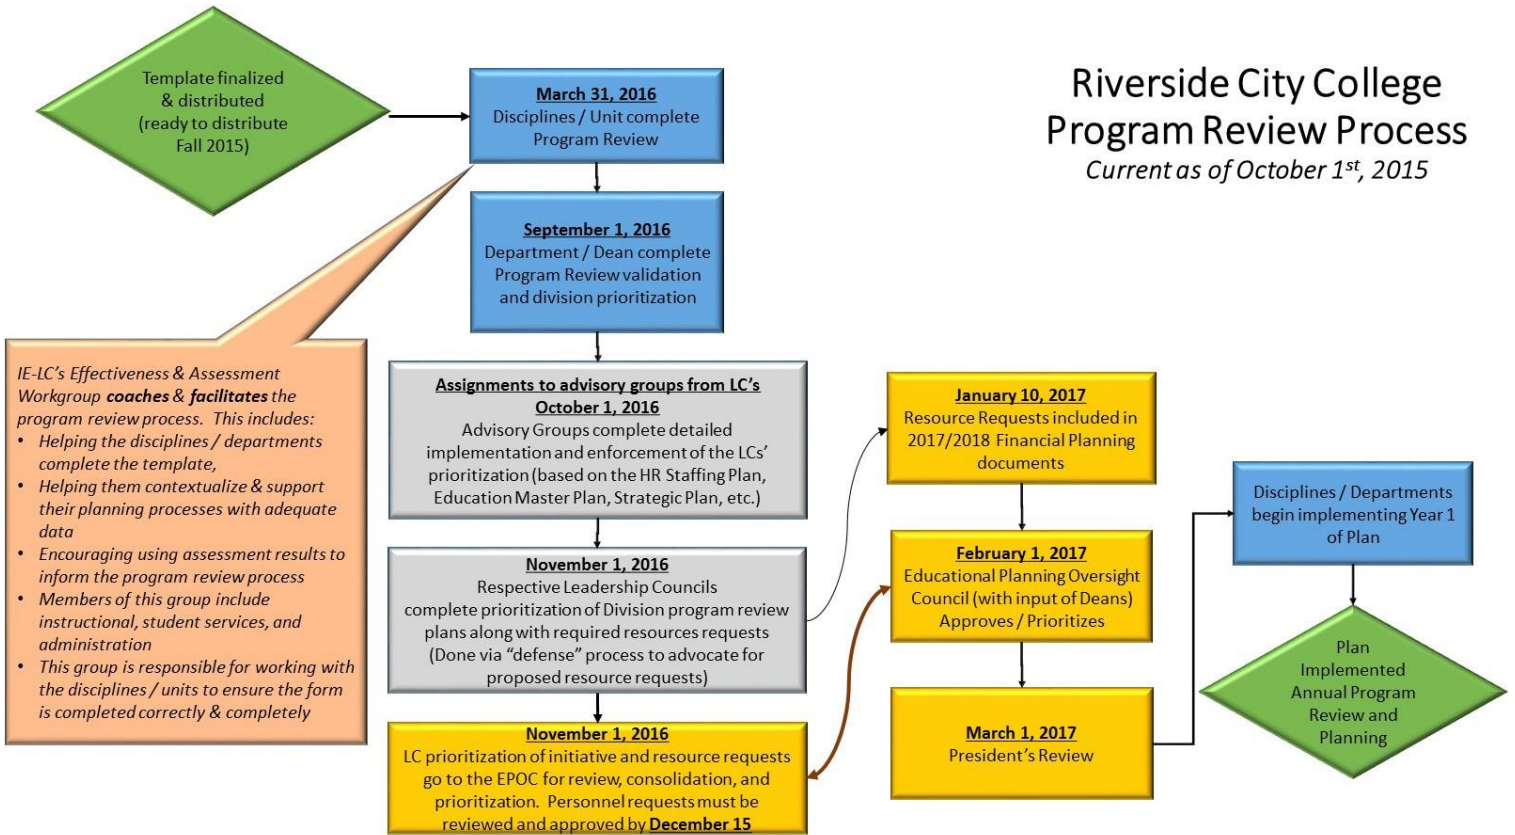 Riverside City College
Program Review Process
Current as of October 1st, 2015
Template finalized
& distributed
(ready to distribute
Fall 2015)
March 31, 2016
Disciplines / Unit complete
Program Review
September 1, 2016
Department / Dean complete
Program Review validation
and division prioritization
IE-LC’s Effectiveness & Assessment
Workgroup coaches & facilitates the
program review process.  This includes:
• Helping the disciplines / departments
complete the template,
• Helping them contextualize & support
their planning processes with adequate
data
• Encouraging using assessment results to
inform the program review process
• Members of this group include
instructional, student services, and
administration
• This group is responsible for working with
the disciplines / units to ensure the form
is completed correctly & completely
Assignments to advisory groups from LC’s
October 1, 2016
Advisory Groups complete detailed
implementation and enforcement of the LCs’
prioritization (based on the HR Staffing Plan,
Education Master Plan, Strategic Plan, etc.)
November 1, 2016
Respective Leadership Councils
complete prioritization of Division program review
plans along with required resources requests
(Done via “defense” process to advocate for
proposed resource requests)
November 1, 2016
LC prioritization of initiative and resource requests
go to the EPOC for review, consolidation, and
prioritization.  Personnel requests must be
reviewed and approved by December 15
January 10, 2017
Resource Requests included in
2017/2018 Financial Planning
documents
February 1, 2017
Educational Planning Oversight
Council (with input of Deans)
Approves / Prioritizes
March 1, 2017
President’s Review
Disciplines / Departments
begin implementing Year 1
of Plan
Plan
Implemented
Annual Program
Review and
Planning